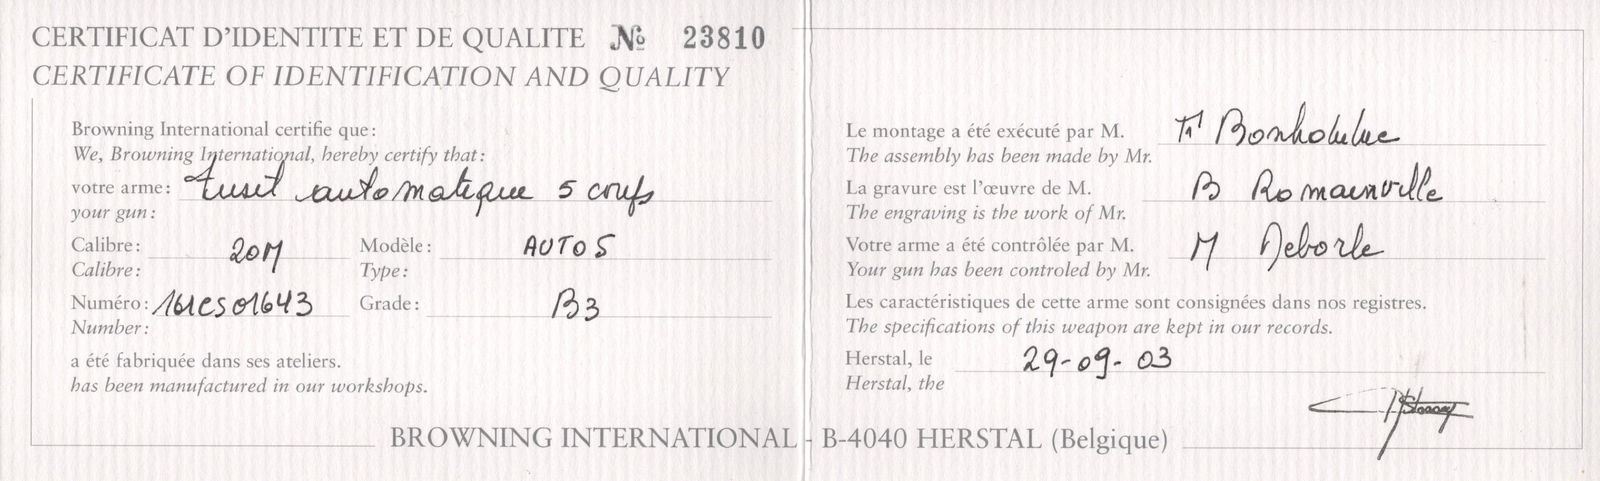 CERTIFICAT D'IDENTITE ET DE QUALITE № 23810
CERTIFICATE OF IDENTIFICATION AND QUALITY
Browning International certifie que :
We, Browning International, hereby certify that :
votre arme : Fusil automatique 5 coups
your gun :
Calibre : 20M Modèle : AUTO 5
Calibre : Type :
Numéro : Grade : B3
Number :
a été fabriquée dans ses ateliers.
has been manufactured in our workshops.
Le montage a été exécuté par M.
The assembly has been made by Mr.
La gravure est l'œuvre de M. B Romainville
The engraving is the work of Mr.
Votre arme a été contrôlée par M. M
Your gun has been controled by Mr.
Les caractéristiques de cette arme sont consignées dans nos registres.
The specifications of this weapon are kept in our records.
Herstal, le 29-09-03
Herstal, the
BROWNING INTERNATIONAL - B-4040 HERSTAL (Belgique)